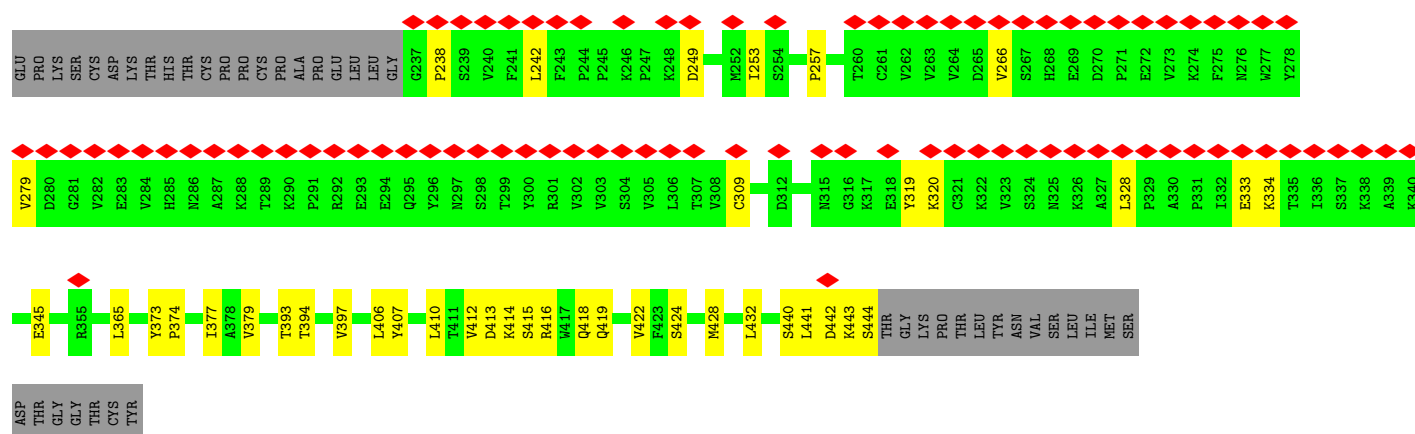 GLU PRO LYS SER CYS ASP LYS THR HIS THR CYS PRO PRO CYS PRO ALA PRO GLU LEU LEU GLY G237 P238 S239 V240 F241 L242 F243 P244 P245 K246 P247 K248 D249 M252 I253 S254 P257 T260 C261 V262 V263 V264 D265 V266 S267 H268 E269 D270 P271 E272 V273 K274 F275 N276 W277 Y278
V279 D280 G281 V282 E283 V284 H285 N286 A287 K288 T289 K290 P291 R292 E293 E294 Q295 Y296 N297 S298 T299 Y300 R301 V302 V303 S304 V305 L306 T307 V308 C309 D312 N315 G316 K317 E318 Y319 K320 C321 K322 V323 S324 N325 K326 A327 L328 P329 A330 P331 I332 E333 K334 T335 I336 S337 K338 A339 K340
E345 R355 L365 Y373 P374 I377 A378 V379 T393 T394 V397 L406 Y407 L410 T411 V412 D413 K414 S415 R416 W417 Q418 Q419 V422 F423 S424 M428 L432 S440 L441 D442 K443 S444 THR GLY LYS PRO THR LEU TYR ASN VAL SER LEU ILE MET SER
ASP THR GLY GLY THR CYS TYR